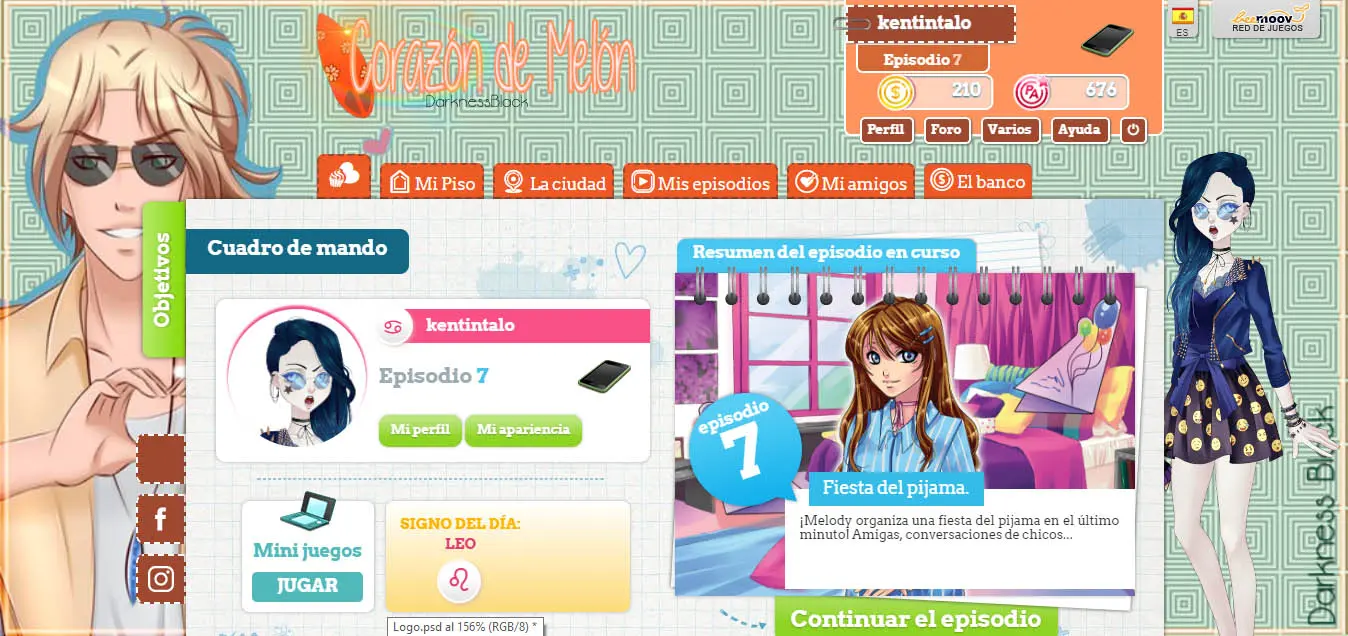 Corazón de Melón
DarknessBlock
kentintalo
Episodio 7
210
676
Perfil
Foro
Varios
Ayuda
ES
beemoov
RED DE JUEGOS
Mi Piso
La ciudad
Mis episodios
Mi amigos
El banco
Objetivos
Cuadro de mando
kentintalo
Episodio 7
Mi perfil
Mi apariencia
Mini juegos
JUGAR
SIGNO DEL DÍA:
LEO
Logo.psd al 156% (RGB/8) *
Resumen del episodio en curso
episodio
7
Fiesta del pijama.
¡Melody organiza una fiesta del pijama en el último
minuto! Amigas, conversaciones de chicos...
Continuar el episodio
Darkness Block